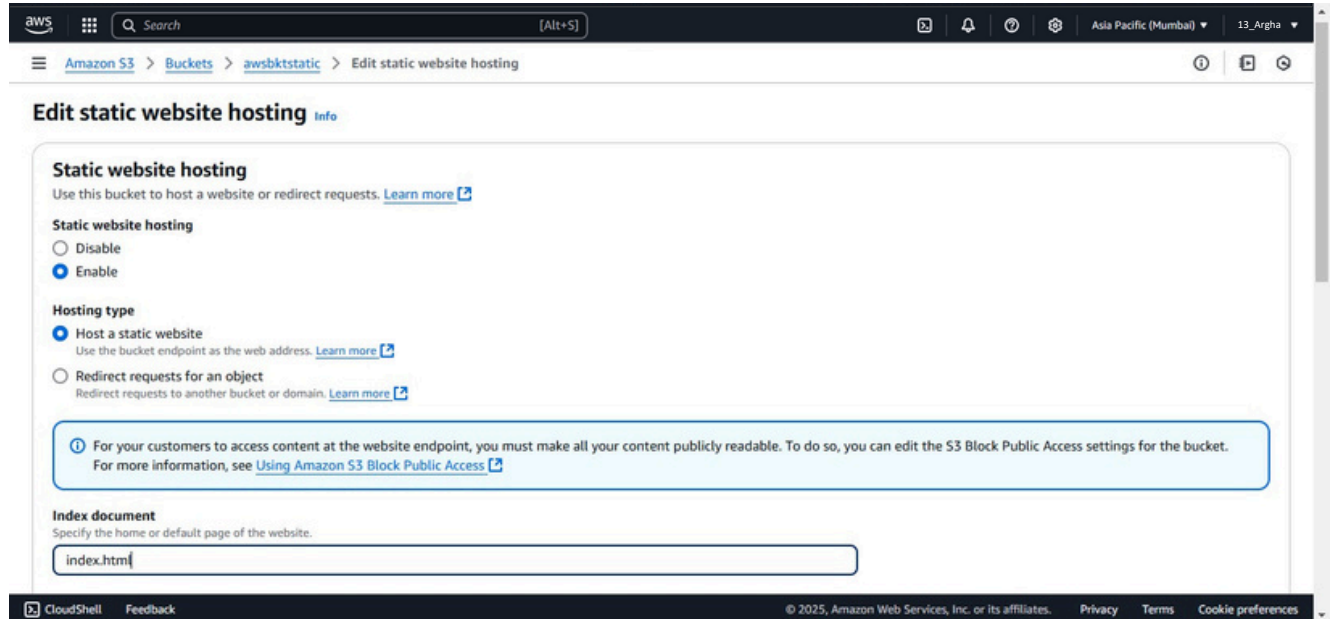 aws
Search [Alt+S]
Asia Pacific (Mumbai)
13_Argha
Amazon S3 > Buckets > awsbktstatic > Edit static website hosting
Edit static website hosting Info
Static website hosting
Use this bucket to host a website or redirect requests. Learn more
Static website hosting
Disable
Enable
Hosting type
Host a static website
Use the bucket endpoint as the web address. Learn more
Redirect requests for an object
Redirect requests to another bucket or domain. Learn more
For your customers to access content at the website endpoint, you must make all your content publicly readable. To do so, you can edit the S3 Block Public Access settings for the bucket.
For more information, see Using Amazon S3 Block Public Access
Index document
Specify the home or default page of the website.
index.html
CloudShell Feedback
© 2025, Amazon Web Services, Inc. or its affiliates. Privacy Terms Cookie preferences